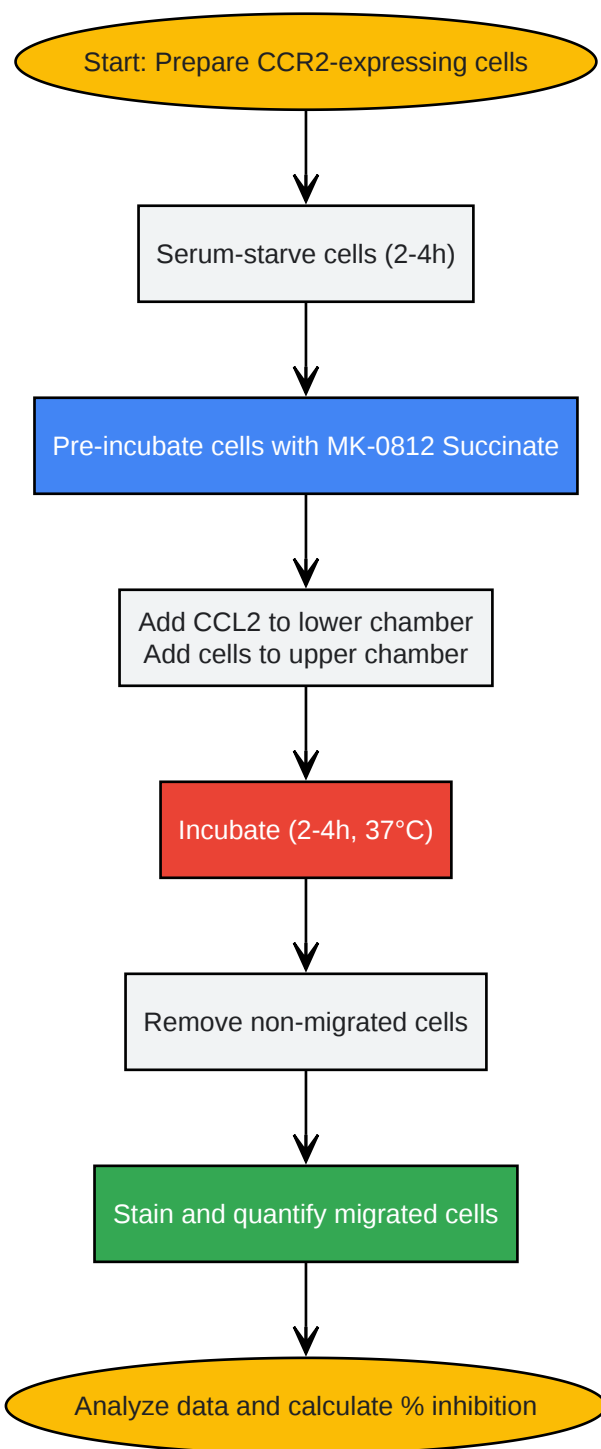 Start: Prepare CCR2-expressing cells
Serum-starve cells (2-4h)
Pre-incubate cells with MK-0812 Succinate
Add CCL2 to lower chamber
Add cells to upper chamber
Incubate (2-4h, 37°C)
Remove non-migrated cells
Stain and quantify migrated cells
Analyze data and calculate % inhibition